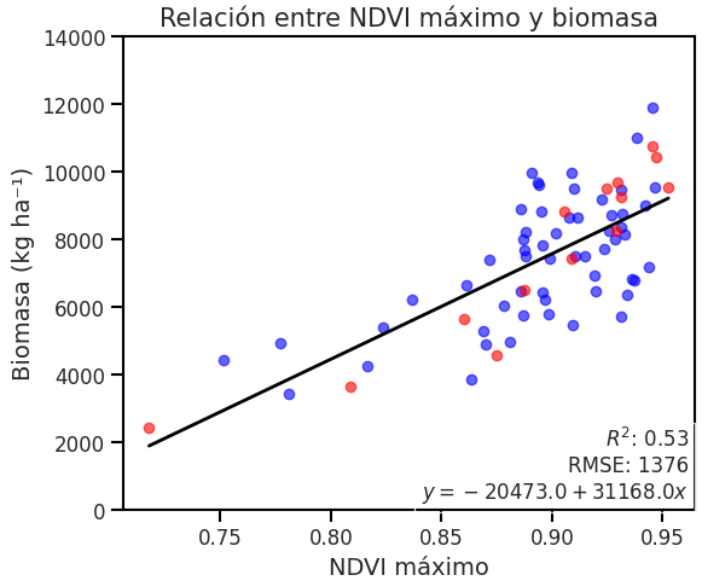 Relación entre NDVI máximo y biomasa
14000
12000
10000
8000
6000
4000
2000
0
Biomasa (kg ha⁻¹)
R²: 0.53
RMSE: 1376
y = − 20473.0 + 31168.0x
0.75 0.80 0.85 0.90 0.95
NDVI máximo